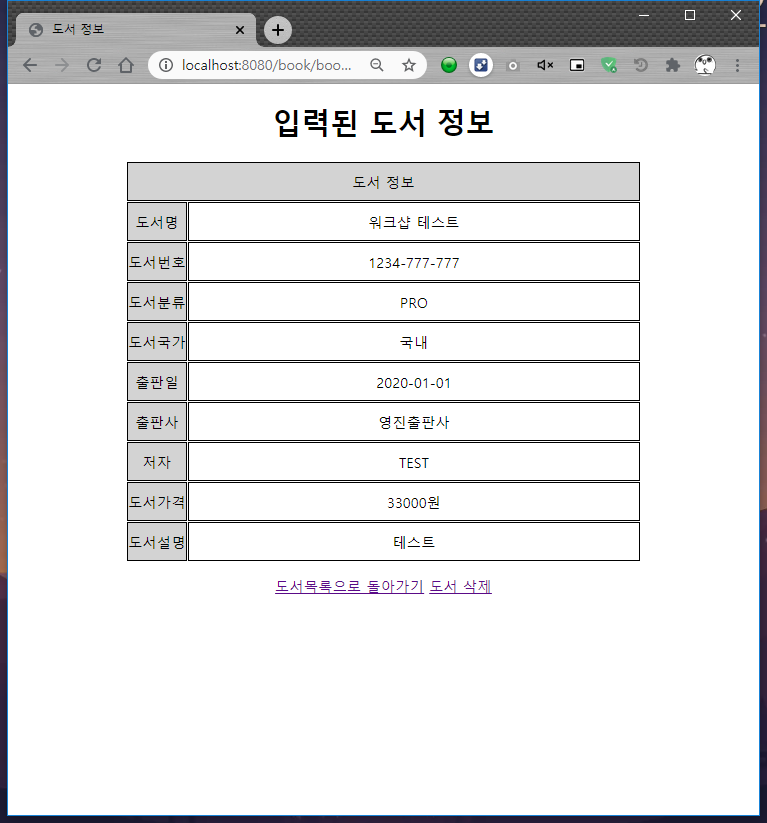 도서 정보
localhost:8080/book/boo...
입력된 도서 정보
도서 정보
도서명 워크샵 테스트
도서번호 1234-777-777
도서분류 PRO
도서국가 국내
출판일 2020-01-01
출판사 영진출판사
저자 TEST
도서가격 33000원
도서설명 테스트
도서목록으로 돌아가기 도서 삭제